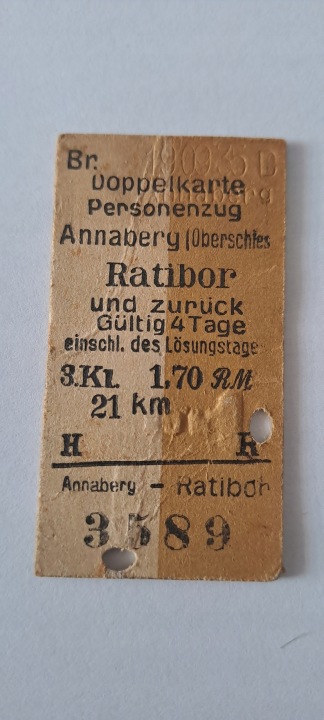 Br.
Doppelkarte
Personenzug
Annaberg (Oberschles
Ratibor
und zurück
Gültig 4 Tage
einschl. des Lösungstage
3.Kl. 1,70 RM
21 km
H R
Annaberg - Ratibor
3589